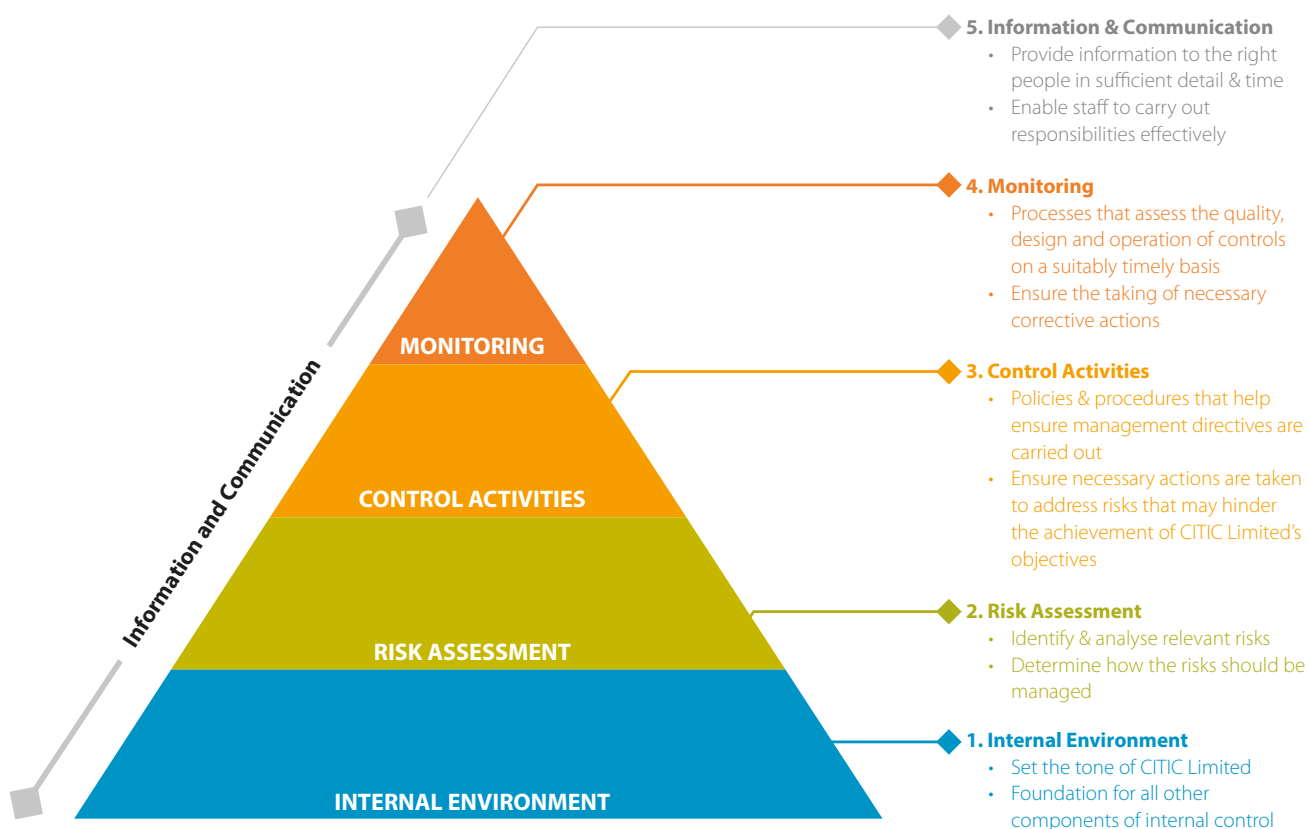 5. Information & Communication
• Provide information to the right
people in sufficient detail & time
• Enable staff to carry out
responsibilities effectively
4. Monitoring
• Processes that assess the quality,
design and operation of controls
on a suitably timely basis
• Ensure the taking of necessary
corrective actions
3. Control Activities
• Policies & procedures that help
ensure management directives are
carried out
• Ensure necessary actions are taken
to address risks that may hinder
the achievement of CITIC Limited's
objectives
2. Risk Assessment
• Identify & analyse relevant risks
• Determine how the risks should be
managed
1. Internal Environment
• Set the tone of CITIC Limited
• Foundation for all other
components of internal control
Information and Communication
MONITORING
CONTROL ACTIVITIES
RISK ASSESSMENT
INTERNAL ENVIRONMENT